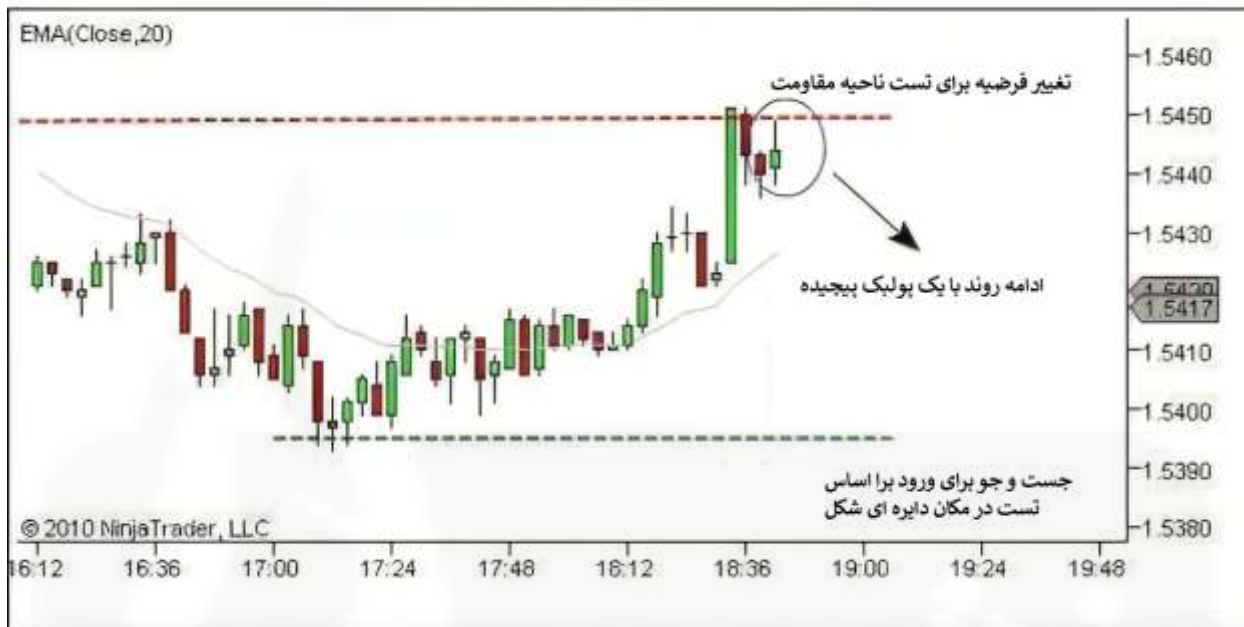 EMA(Close,20)
تغییر فرضیه برای تست ناحیه مقاومت
1.5460
1.5450
1.5440
1.5430
ادامه روند با یک پولبک پیچیده
1.5420
1.5417
1.5410
1.5400
1.5390
جست و جو برای ورود برا اساس
تست در مکان دایره ای شکل
1.5380
© 2010 NinjaTrader, LLC
16:12 16:36 17:00 17:24 17:48 18:12 18:36 19:00 19:24 19:48